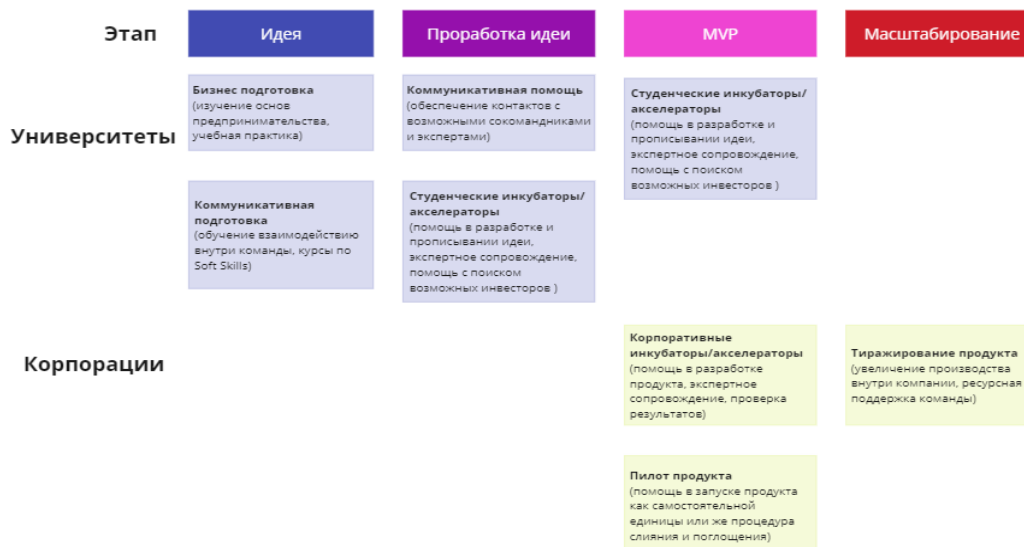 Этап
Идея
Проработка идеи
MVP
Масштабирование
Университеты
Бизнес подготовка
(изучение основ
предпринимательства,
учебная практика)
Коммуникативная помощь
(обеспечение контактов с
возможными сокомандниками
и экспертами)
Студенческие инкубаторы/
акселераторы
(помощь в разработке и
прописывании идеи,
экспертное сопровождение,
помощь с поиском
возможных инвесторов )
Коммуникативная
подготовка
(обучение взаимодействию
внутри команды, курсы по
Soft Skills)
Студенческие инкубаторы/
акселераторы
(помощь в разработке и
прописывании идеи,
экспертное сопровождение,
помощь с поиском
возможных инвесторов )
Корпорации
Корпоративные
инкубаторы/акселераторы
(помощь в разработке
продукта, экспертное
сопровождение, проверка
результатов)
Тиражирование продукта
(увеличение производства
внутри компании, ресурсная
поддержка команды)
Пилот продукта
(помощь в запуске продукта
как самостоятельной
единицы или же процедура
слияния и поглощения)